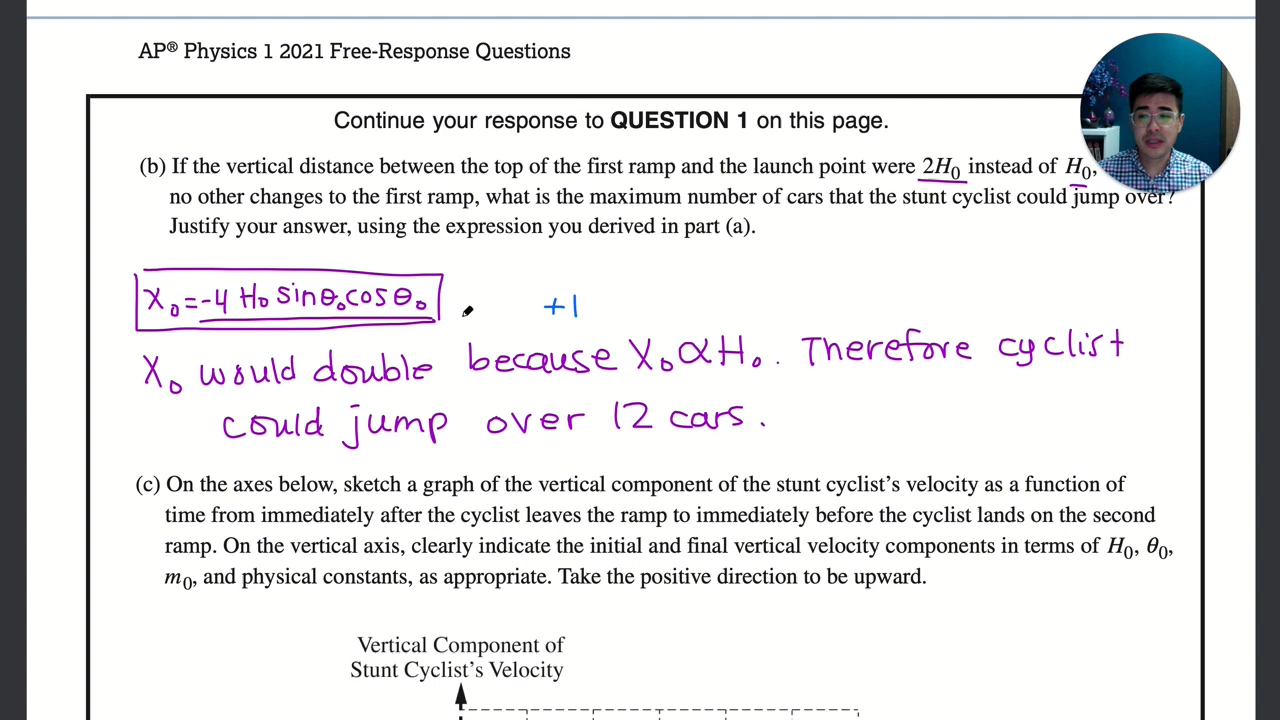 AP® Physics 1 2021 Free-Response Questions
Continue your response to QUESTION 1 on this page.
(b) If the vertical distance between the top of the first ramp and the launch point were 2H₀ instead of H₀,
no other changes to the first ramp, what is the maximum number of cars that the stunt cyclist could jump over?
Justify your answer, using the expression you derived in part (a).
X₀ = -4 H₀ sinθ₀ cosθ₀
+1
X₀ would double because X₀ ∝ H₀. Therefore cyclist
could jump over 12 cars.
(c) On the axes below, sketch a graph of the vertical component of the stunt cyclist's velocity as a function of
time from immediately after the cyclist leaves the ramp to immediately before the cyclist lands on the second
ramp. On the vertical axis, clearly indicate the initial and final vertical velocity components in terms of H₀, θ₀,
m₀, and physical constants, as appropriate. Take the positive direction to be upward.
Vertical Component of
Stunt Cyclist's Velocity